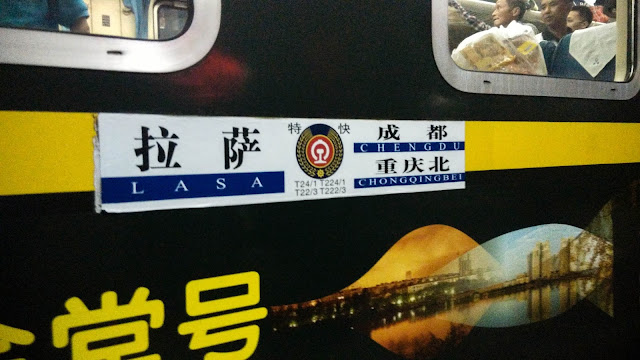 拉萨
LASA
特快
T24/1 T224/1
T22/3 T222/3
成都
CHENGDU
重庆北
CHONGQINGBEI
堂号